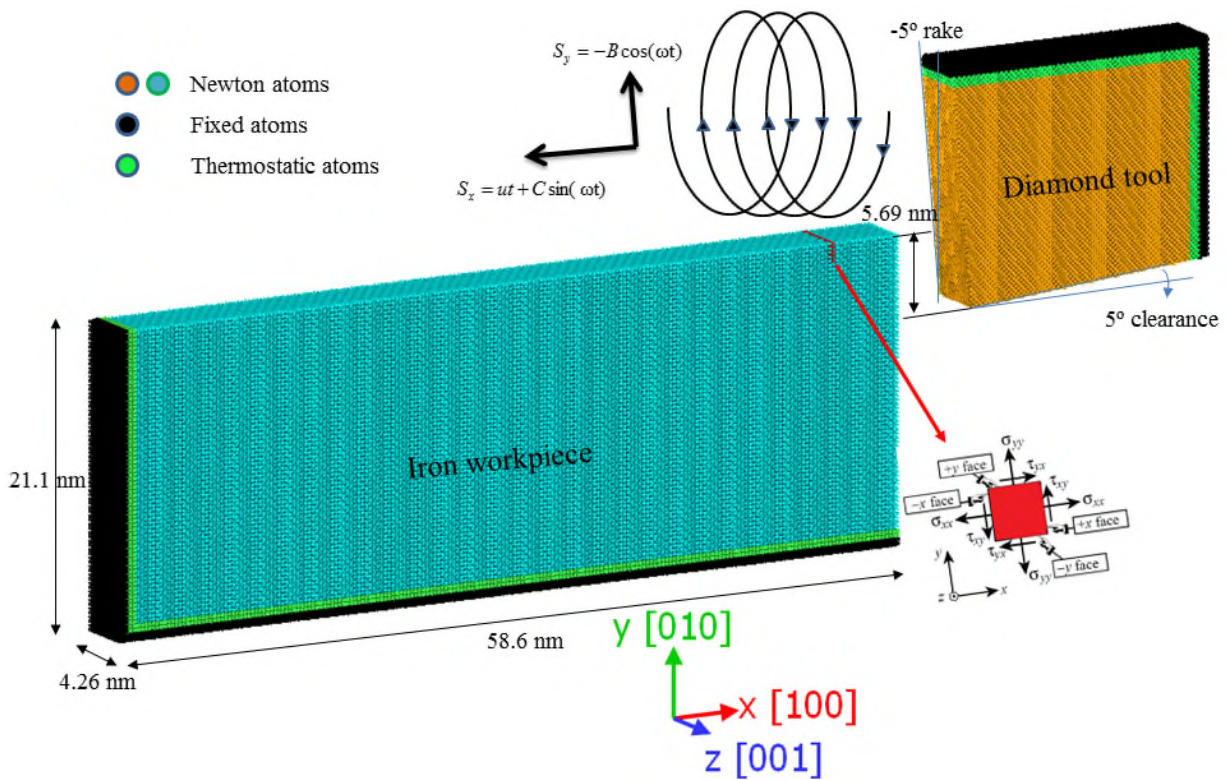 -5° rake
S_y = −B cos(ωt)
Newton atoms
Fixed atoms
Thermostatic atoms
S_x = ut + C sin( ωt)
Diamond tool
5.69 nm
5° clearance
Iron workpiece
21.1 nm
58.6 nm
4.26 nm
σ_yy
+y face
τ_yx
τ_xy
−x face
σ_xx
σ_xx
+x face
τ_xy
τ_yx
−y face
σ_yy
y
z
x
y [010]
x [100]
z [001]